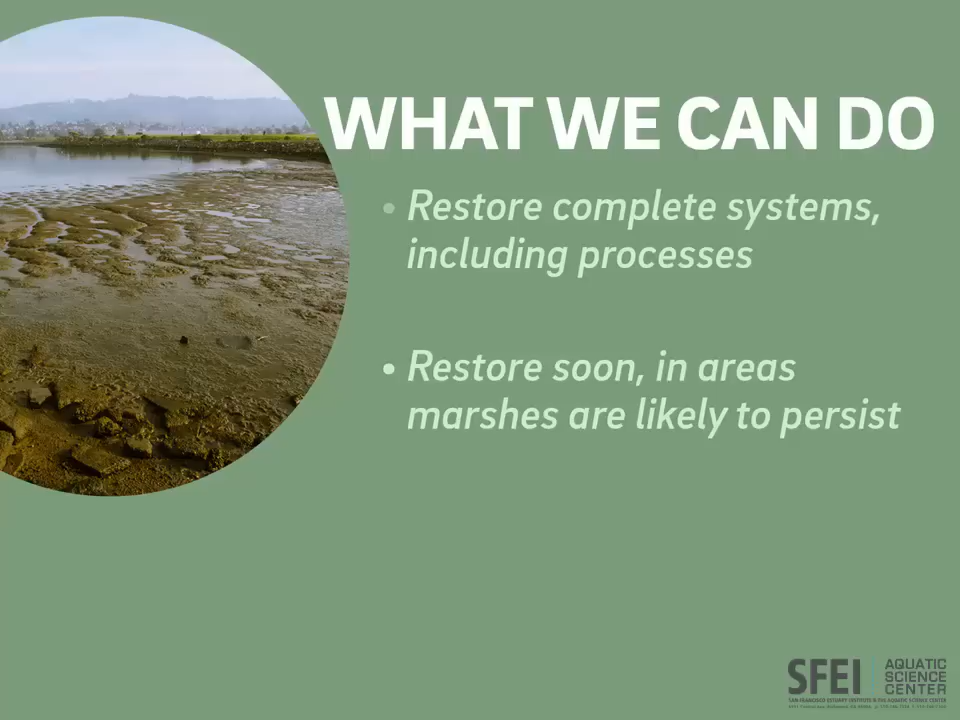 WHAT WE CAN DO
• Restore complete systems,
including processes
• Restore soon, in areas
marshes are likely to persist
SFEI
AQUATIC
SCIENCE
CENTER
SAN FRANCISCO ESTUARY INSTITUTE & THE AQUATIC SCIENCE CENTER